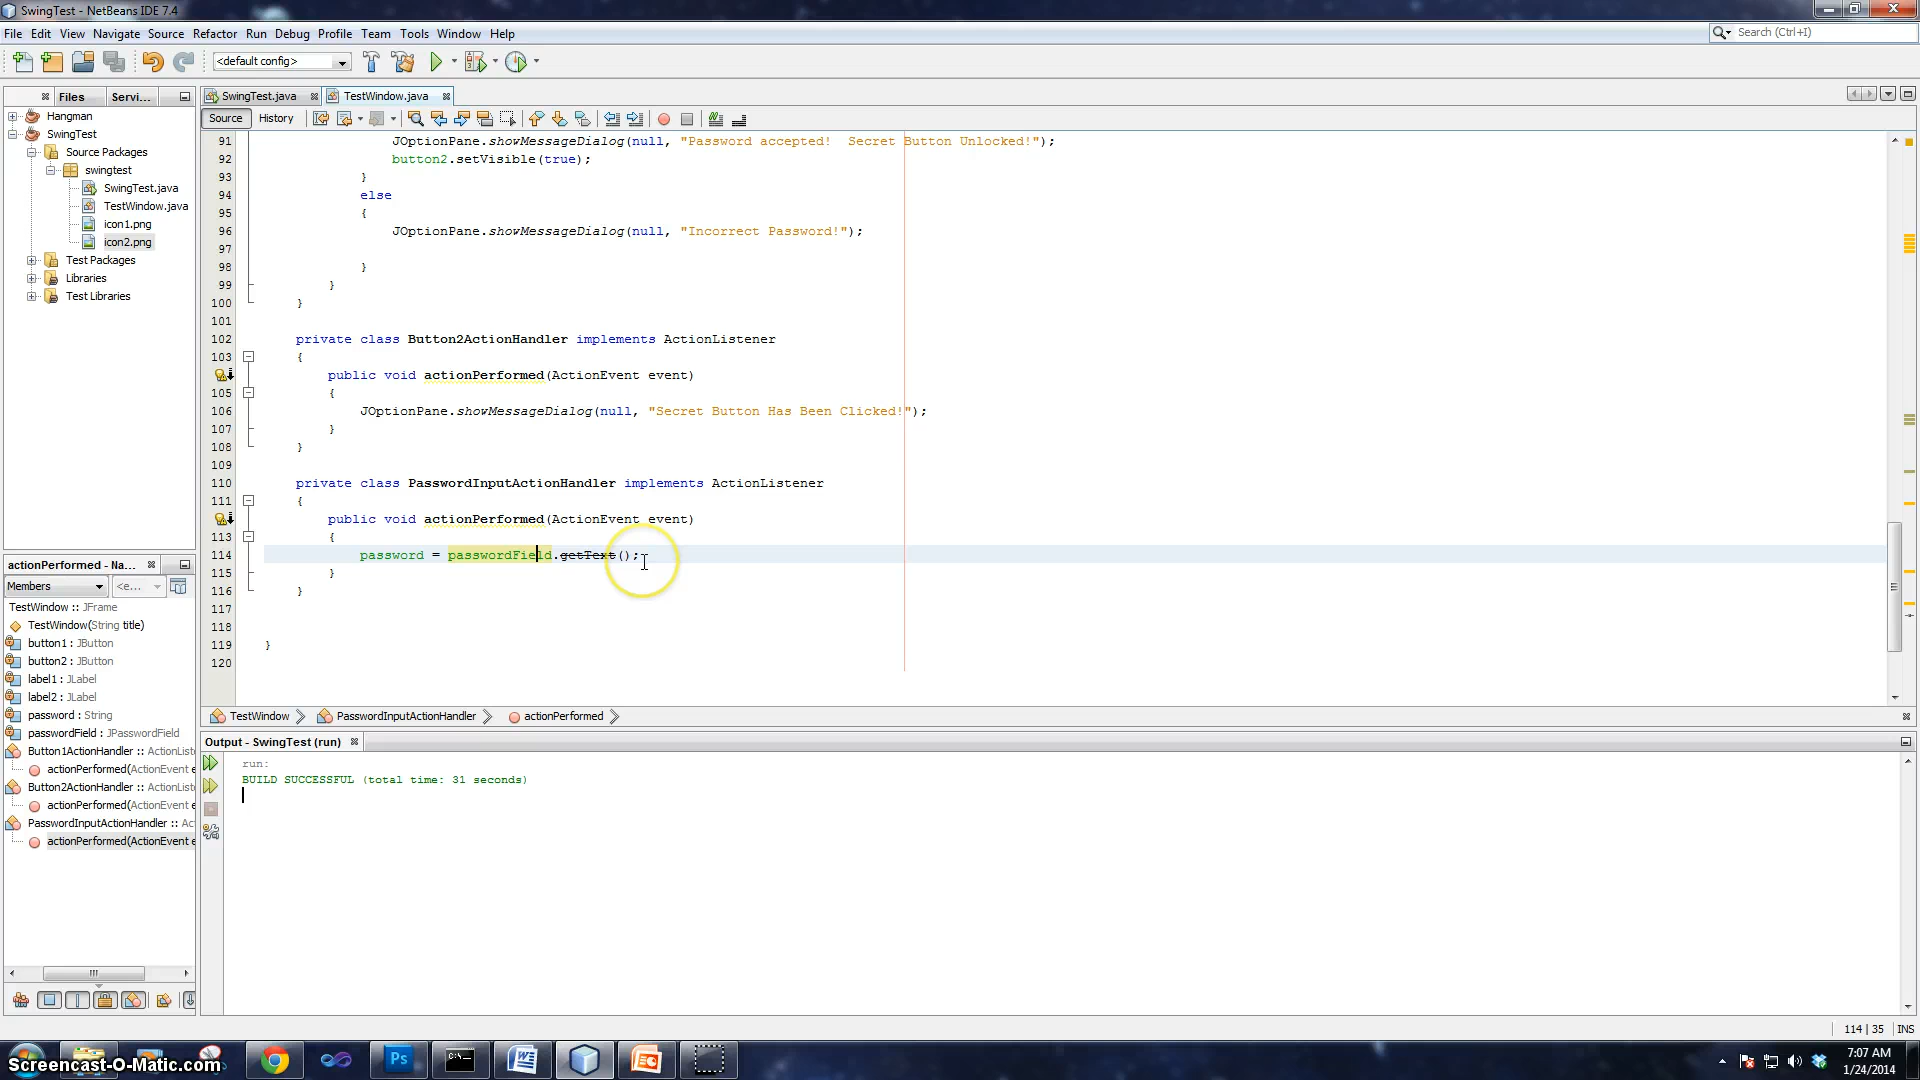 SwingTest - NetBeans IDE 7.4
File Edit View Navigate Source Refactor Run Debug Profile Team Tools Window Help
Search (Ctrl+I)
<default config>
Files Servi...
SwingTest.java TestWindow.java
Hangman
SwingTest
Source Packages
swingtest
SwingTest.java
TestWindow.java
icon1.png
icon2.png
Test Packages
Libraries
Test Libraries
Source History
91 JOptionPane.showMessageDialog(null, "Password accepted!  Secret Button Unlocked!");
92 button2.setVisible(true);
93 }
94 else
95 {
96 JOptionPane.showMessageDialog(null, "Incorrect Password!");
97
98 }
99 }
100 }
101
102 private class Button2ActionHandler implements ActionListener
103 {
public void actionPerformed(ActionEvent event)
105 {
106 JOptionPane.showMessageDialog(null, "Secret Button Has Been Clicked!");
107 }
108 }
109
110 private class PasswordInputActionHandler implements ActionListener
111 {
public void actionPerformed(ActionEvent event)
113 {
114 password = passwordField.getText();
115 }
116 }
117
118
119 }
120
actionPerformed - Na...
Members <e...
TestWindow :: JFrame
TestWindow(String title)
button1 : JButton
button2 : JButton
label1 : JLabel
label2 : JLabel
password : String
passwordField : JPasswordField
Button1ActionHandler :: ActionListe
actionPerformed(ActionEvent e
Button2ActionHandler :: ActionListe
actionPerformed(ActionEvent e
PasswordInputActionHandler :: Ac
actionPerformed(ActionEvent e
TestWindow PasswordInputActionHandler actionPerformed
Output - SwingTest (run)
run:
BUILD SUCCESSFUL (total time: 31 seconds)
114 | 35 INS
Screencast-O-Matic.com
Ps
C:\
7:07 AM
1/24/2014